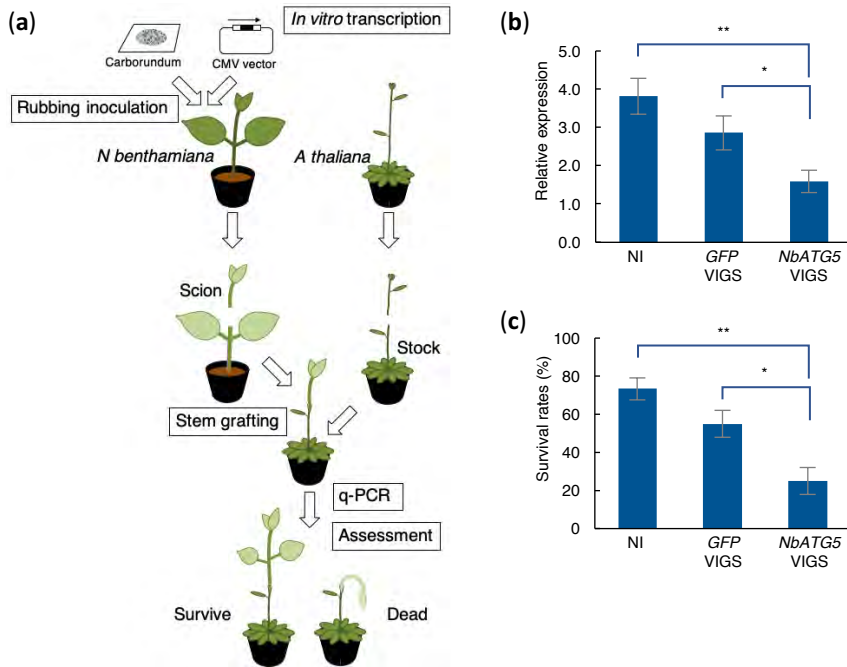 (a)
In vitro transcription
Carborundum
CMV vector
Rubbing inoculation
N benthamiana
A thaliana
Scion
Stock
Stem grafting
q-PCR
Assessment
Survive
Dead
(b)
**
*
5.0
4.0
3.0
2.0
1.0
0.0
Relative expression
NI
GFP
VIGS
NbATG5
VIGS
(c)
**
*
100
80
60
40
20
0
Survival rates (%)
NI
GFP
VIGS
NbATG5
VIGS